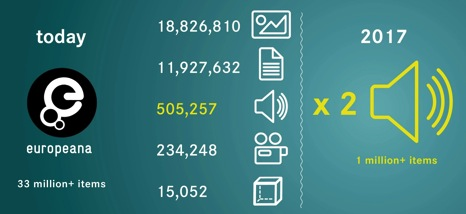 today
europeana
33 million+ items
18,826,810
11,927,632
505,257
234,248
15,052
2017
x 2
1 million+ items